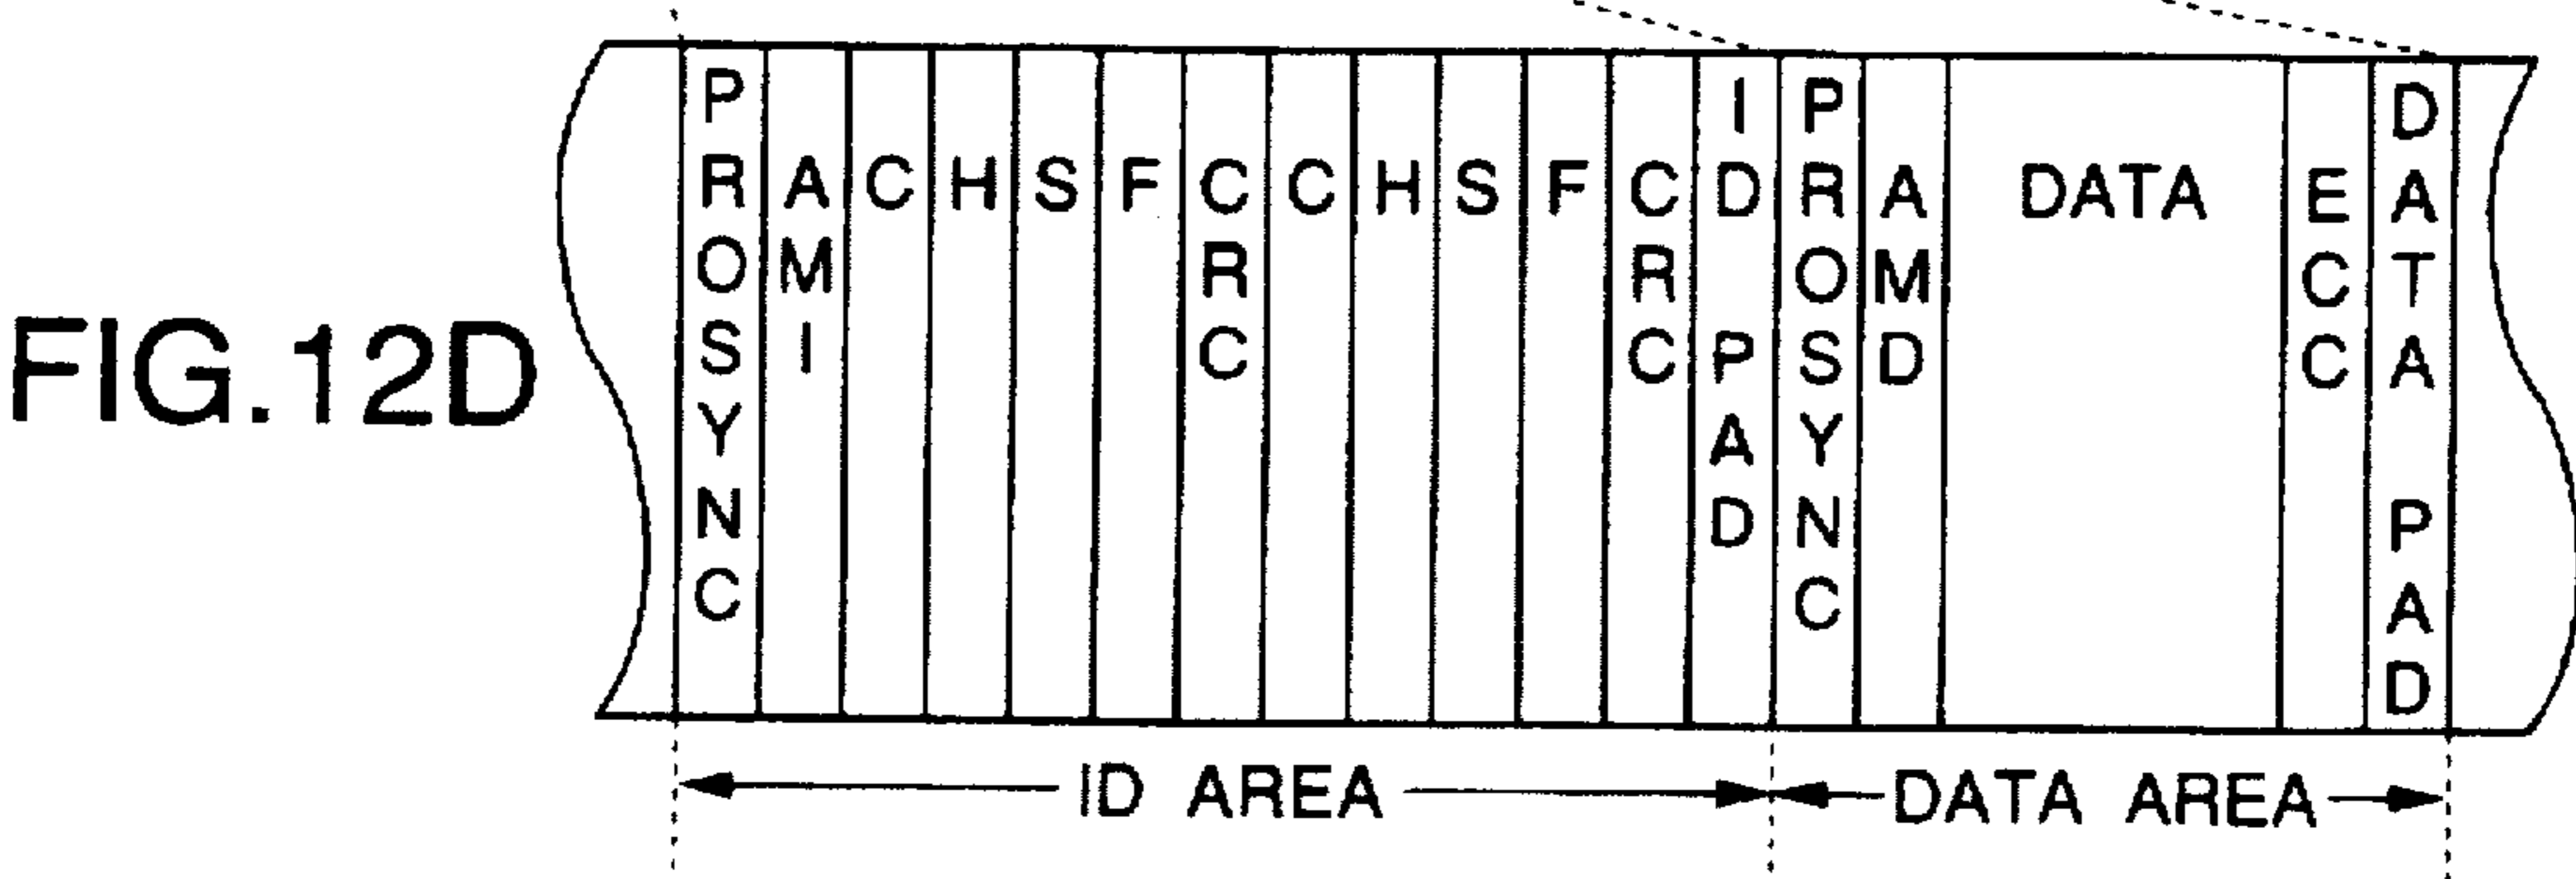 FIG.12D
PROSYNC
AMI
C
H
S
F
CRC
C
H
S
F
CRC
ID PAD
PROSYNC
AMD
DATA
ECC
DATA PAD
ID AREA
DATA AREA